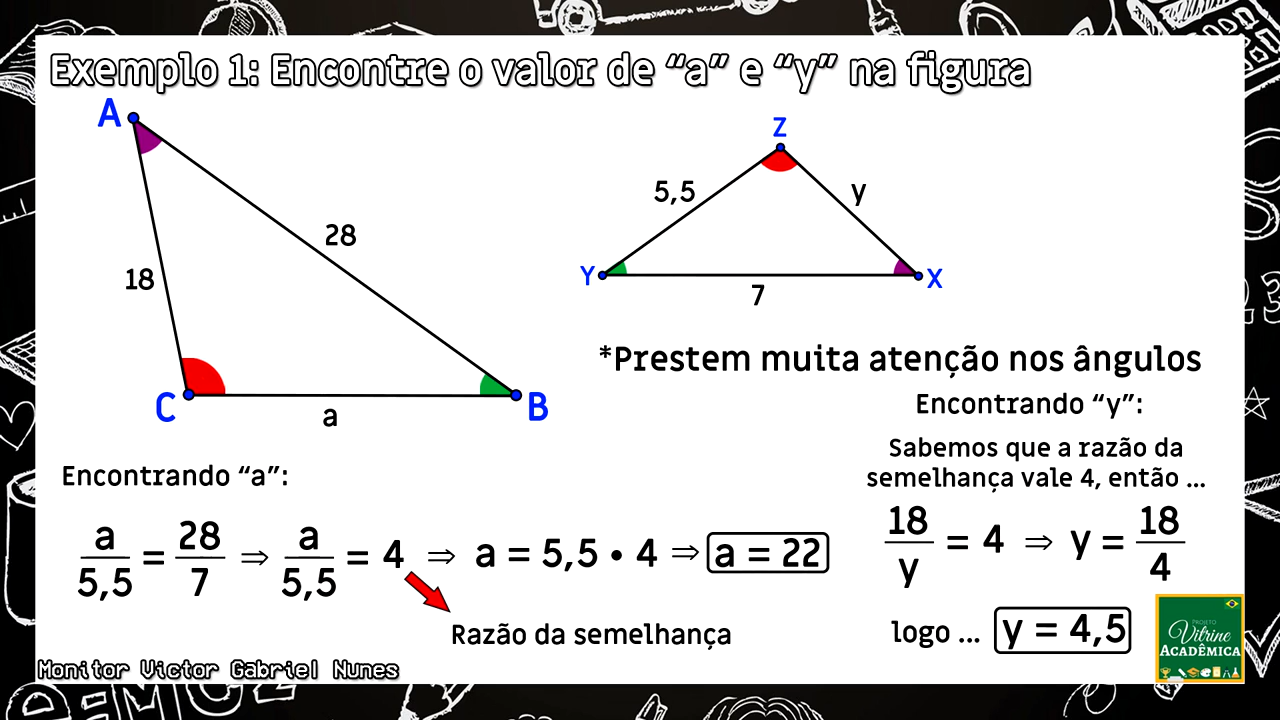 Exemplo 1: Encontre o valor de “a” e “y” na figura
A
28
18
C
a
B
Z
5,5
y
Y
7
X
*Prestem muita atenção nos ângulos
Encontrando “a”:
a/5,5 = 28/7 ⇒ a/5,5 = 4 ⇒ a = 5,5 • 4 ⇒ a = 22
Razão da semelhança
Encontrando “y”:
Sabemos que a razão da
semelhança vale 4, então ...
18/y = 4 ⇒ y = 18/4
logo ... y = 4,5
Monitor Victor Gabriel Nunes
PROJETO
Vitrine
ACADÊMICA